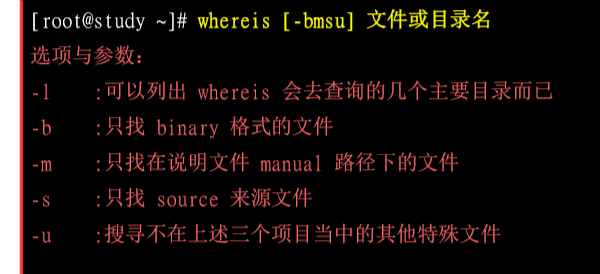 [root@study ~]# whereis [-bmsu] 文件或目录名
选项与参数：
-l    :可以列出 whereis 会去查询的几个主要目录而已
-b    :只找 binary 格式的文件
-m    :只找在说明文件 manual 路径下的文件
-s    :只找 source 来源文件
-u    :搜寻不在上述三个项目当中的其他特殊文件